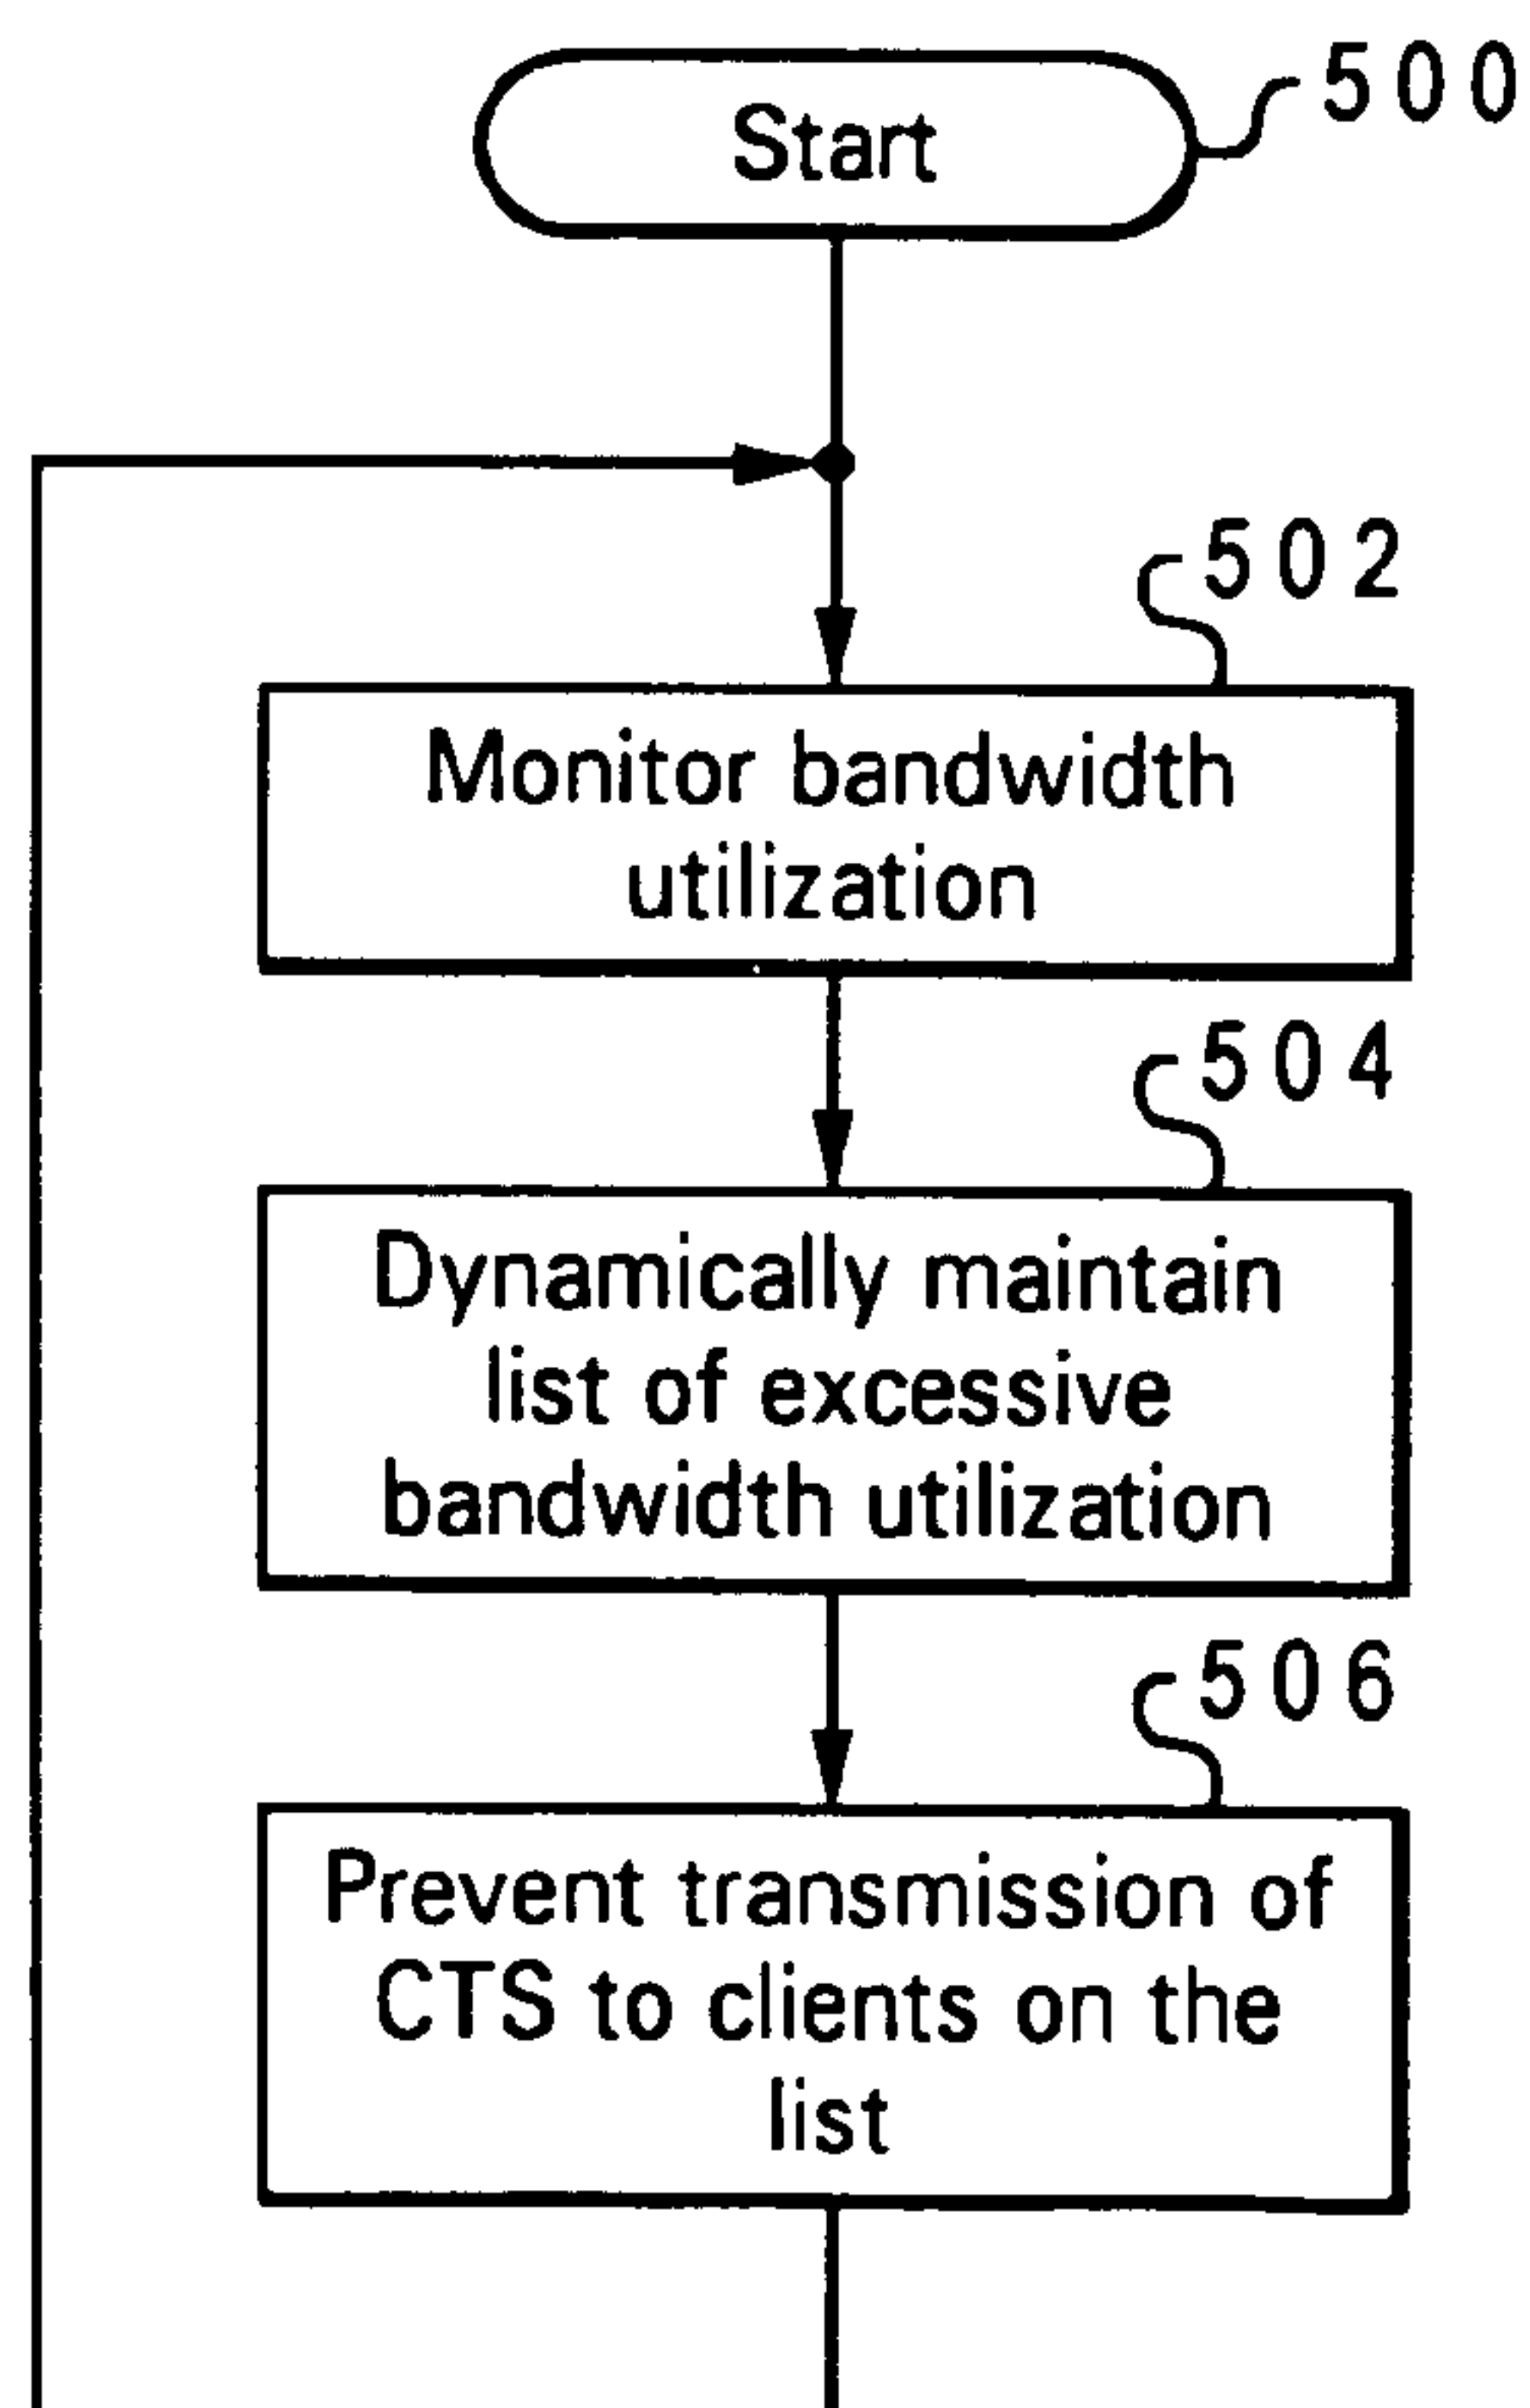 500
Start
502
Monitor bandwidth
utilization
504
Dynamically maintain
list of excessive
bandwidth utilization
506
Prevent transmission of
CTS to clients on the
list